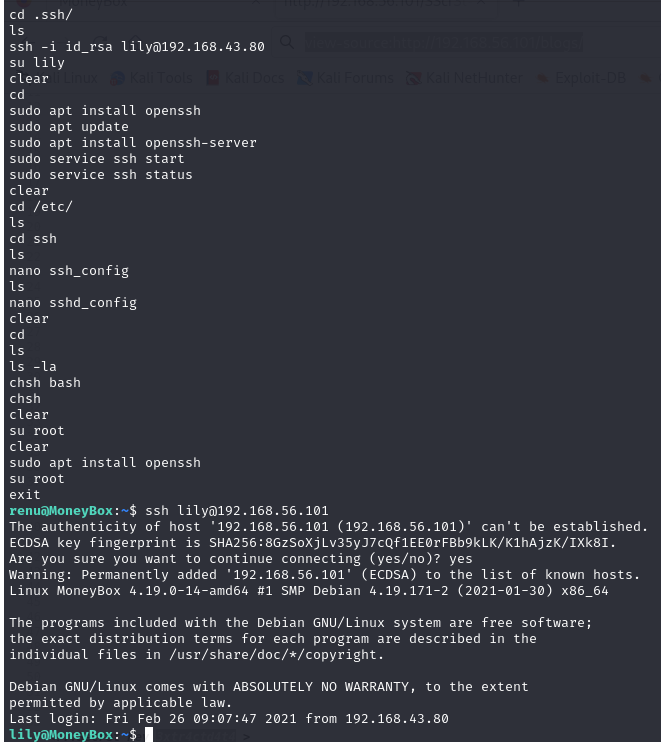 cd .ssh/
ls
ssh -i id_rsa lily@192.168.43.80
su lily
clear
Kali Tools Kali Docs Kali Forums Kali NetHunter Exploit-DB
cd
sudo apt install openssh
sudo apt update
sudo apt install openssh-server
sudo service ssh start
sudo service ssh status
clear
cd /etc/
ls
cd ssh
ls
nano ssh_config
ls
nano sshd_config
clear
cd
ls
ls -la
chsh bash
chsh
clear
su root
clear
sudo apt install openssh
su root
exit
renu@MoneyBox:~$ ssh lily@192.168.56.101
The authenticity of host '192.168.56.101 (192.168.56.101)' can't be established.
ECDSA key fingerprint is SHA256:8GzSoXjLv35yJ7cQf1EE0rFBb9kLK/K1hAjzK/IXk8I.
Are you sure you want to continue connecting (yes/no)? yes
Warning: Permanently added '192.168.56.101' (ECDSA) to the list of known hosts.
Linux MoneyBox 4.19.0-14-amd64 #1 SMP Debian 4.19.171-2 (2021-01-30) x86_64

The programs included with the Debian GNU/Linux system are free software;
the exact distribution terms for each program are described in the
individual files in /usr/share/doc/*/copyright.

Debian GNU/Linux comes with ABSOLUTELY NO WARRANTY, to the extent
permitted by applicable law.
Last login: Fri Feb 26 09:07:47 2021 from 192.168.43.80
lily@MoneyBox:~$